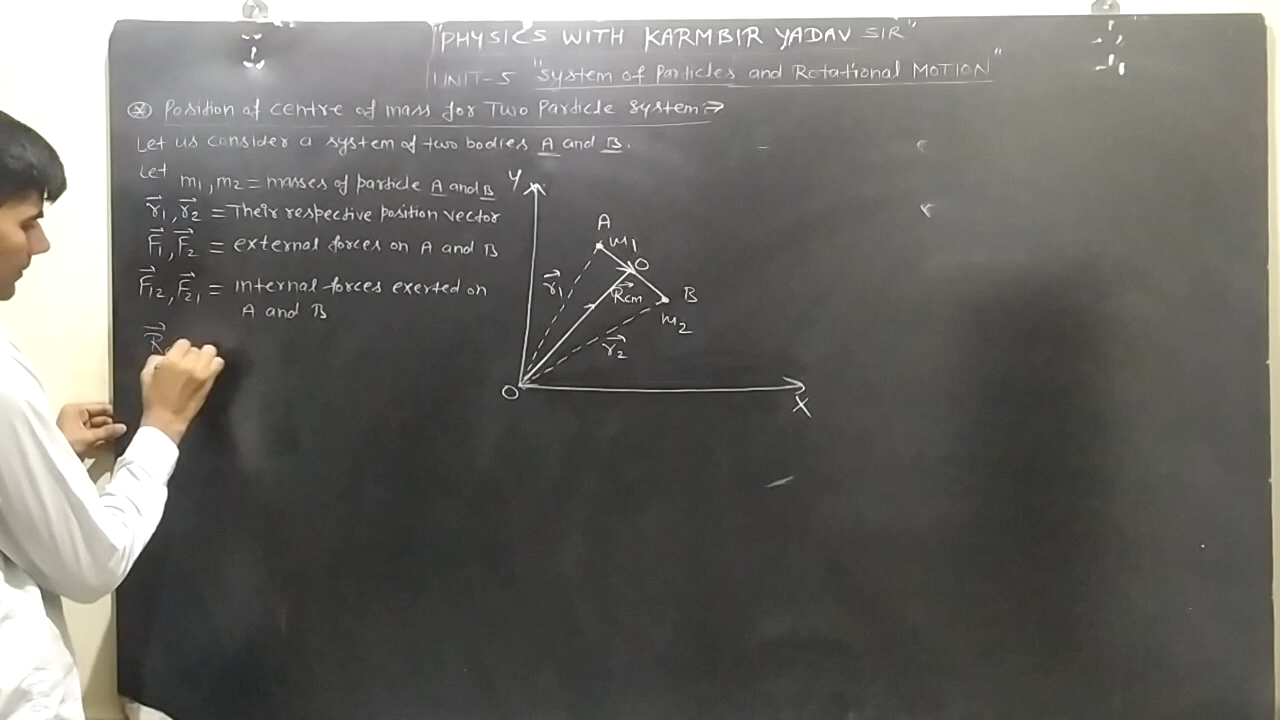 "PHYSICS WITH KARMBIR YADAV SIR"
UNIT-5 "System of Particles and Rotational MOTION"
Position of centre of mass for Two Particle system:→
Let us consider a system of two bodies A and B.
Let m₁, m₂ = masses of particle A and B
r⃗₁, r⃗₂ = Their respective position vector
F⃗₁, F⃗₂ = external forces on A and B
F⃗₁₂, F⃗₂₁ = internal forces exerted on
A and B
R⃗
Y
A
m₁
O
r⃗₁
R⃗cm
B
m₂
r⃗₂
O
X